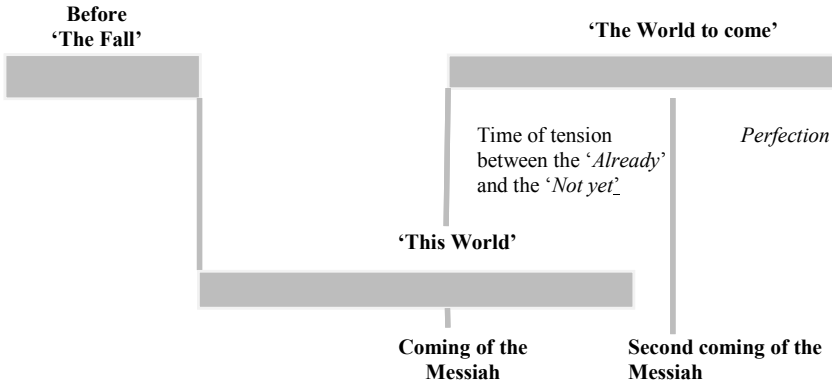 Before
‘The Fall’
‘The World to come’
Time of tension
between the ‘Already’
and the ‘Not yet’
Perfection
‘This World’
Coming of the
Messiah
Second coming of the
Messiah